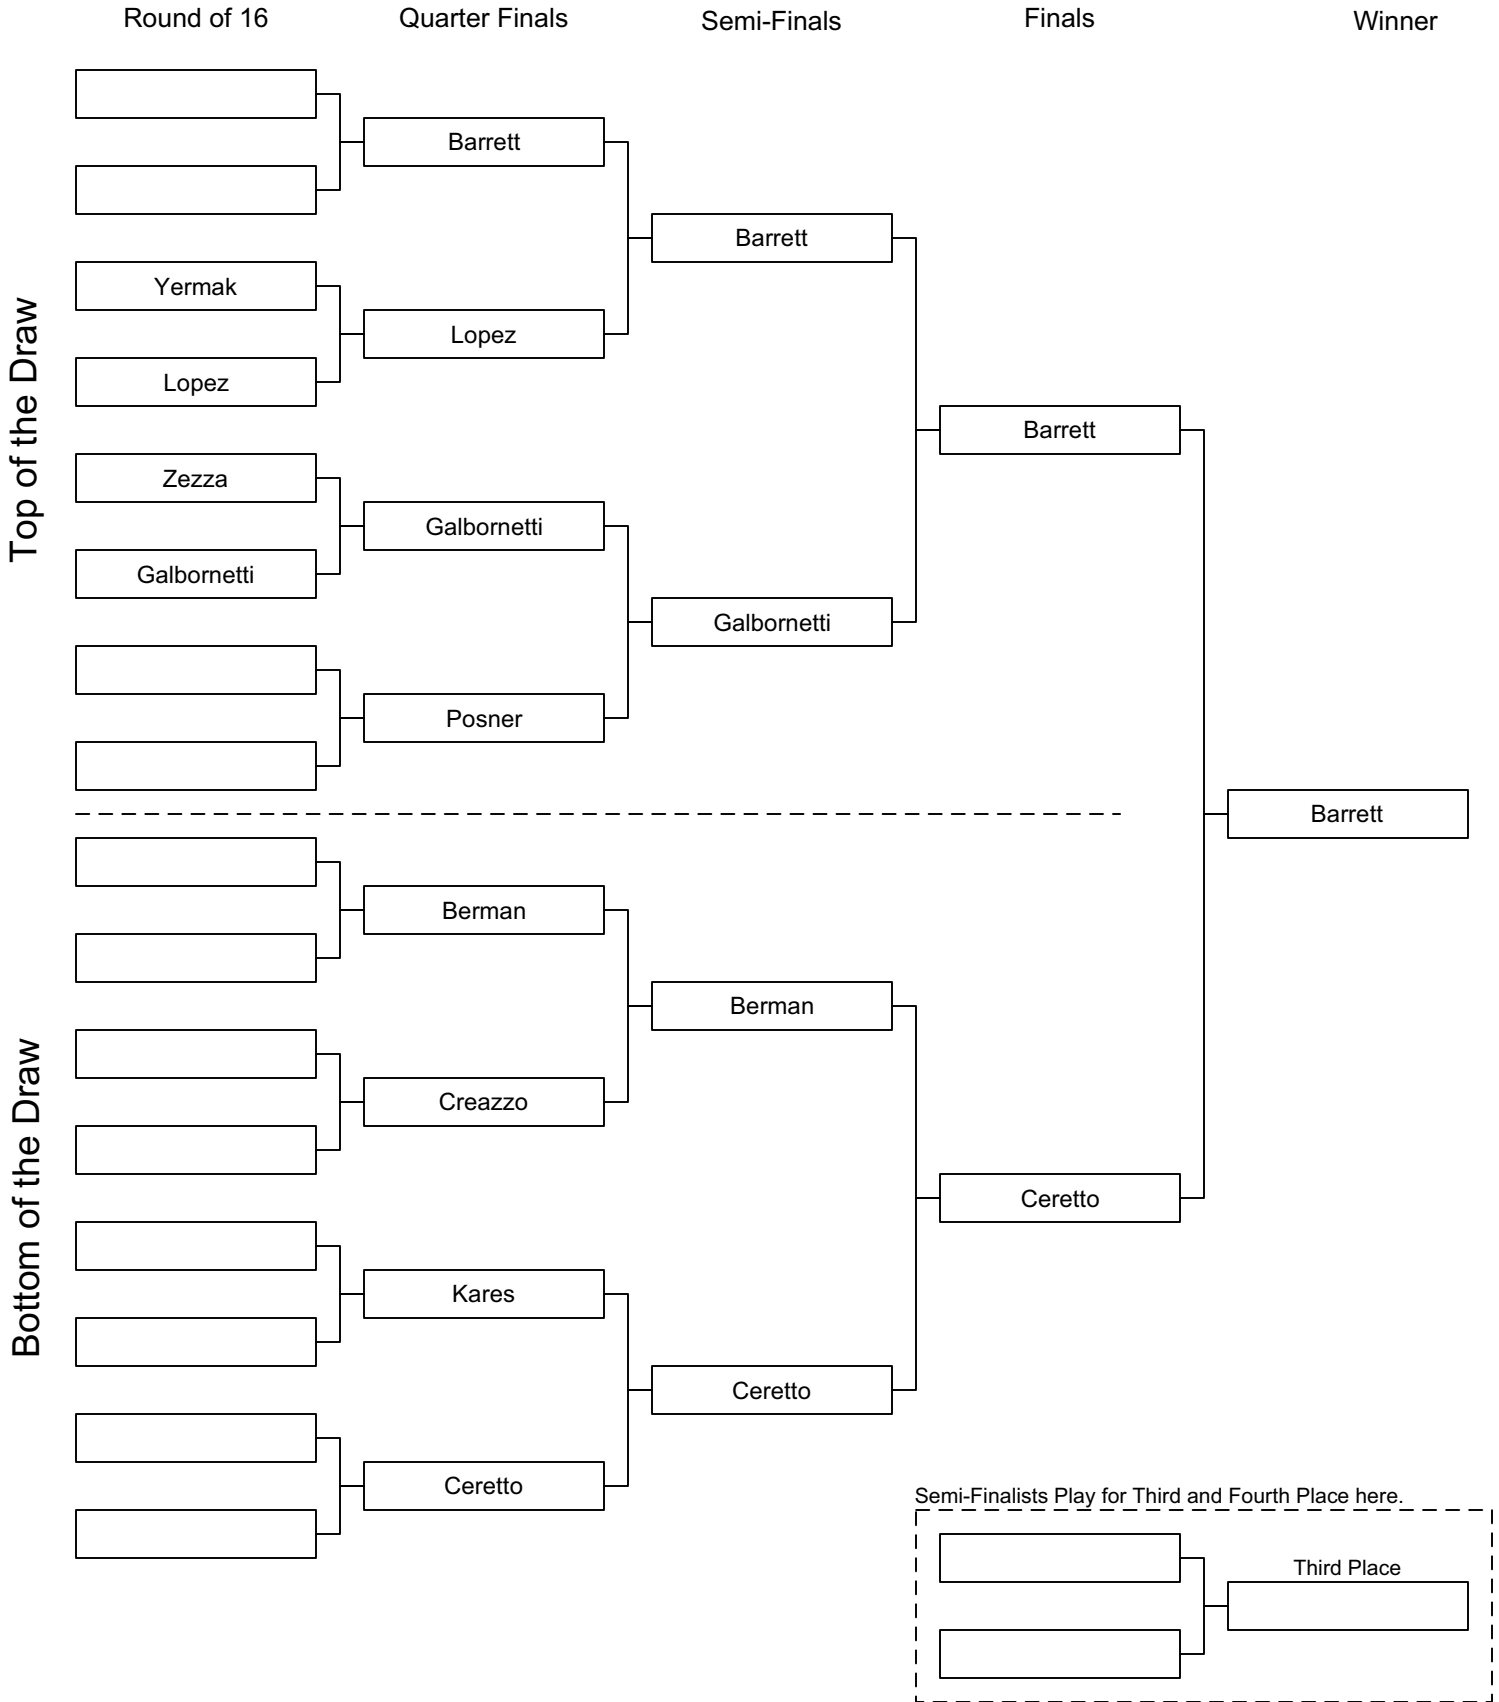 Round of 16
Quarter Finals
Semi-Finals
Finals
Winner
Top of the Draw
Yermak
Lopez
Zezza
Galbornetti
Barrett
Lopez
Galbornetti
Posner
Barrett
Galbornetti
Barrett
Barrett
Bottom of the Draw
Berman
Creazzo
Kares
Ceretto
Berman
Ceretto
Ceretto
Semi-Finalists Play for Third and Fourth Place here.
Third Place